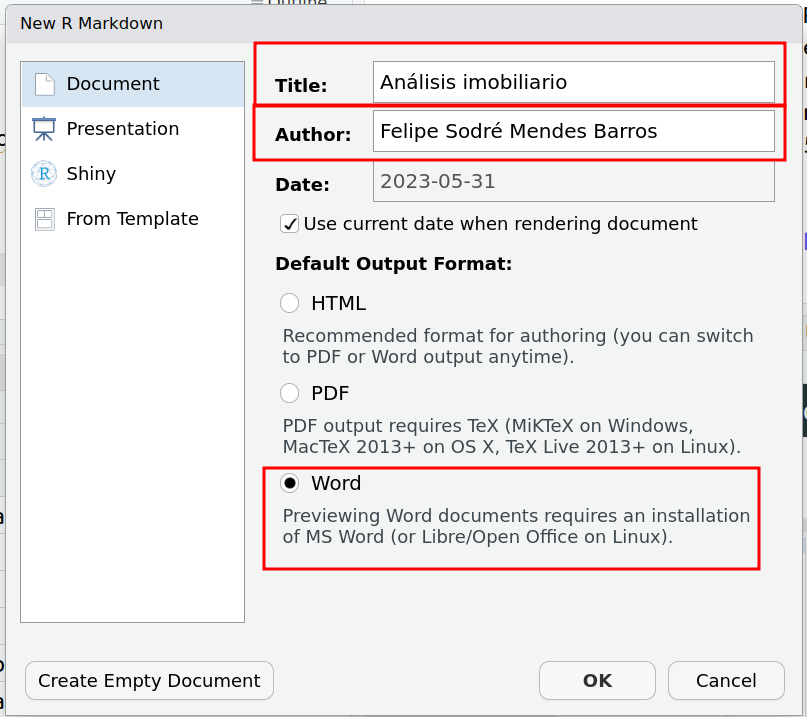 New R Markdown
Document
Presentation
Shiny
From Template
Title: Análisis imobiliario
Author: Felipe Sodré Mendes Barros
Date: 2023-05-31
Use current date when rendering document
Default Output Format:
HTML
Recommended format for authoring (you can switch
to PDF or Word output anytime).
PDF
PDF output requires TeX (MiKTeX on Windows,
MacTeX 2013+ on OS X, TeX Live 2013+ on Linux).
Word
Previewing Word documents requires an installation
of MS Word (or Libre/Open Office on Linux).
Create Empty Document
OK
Cancel